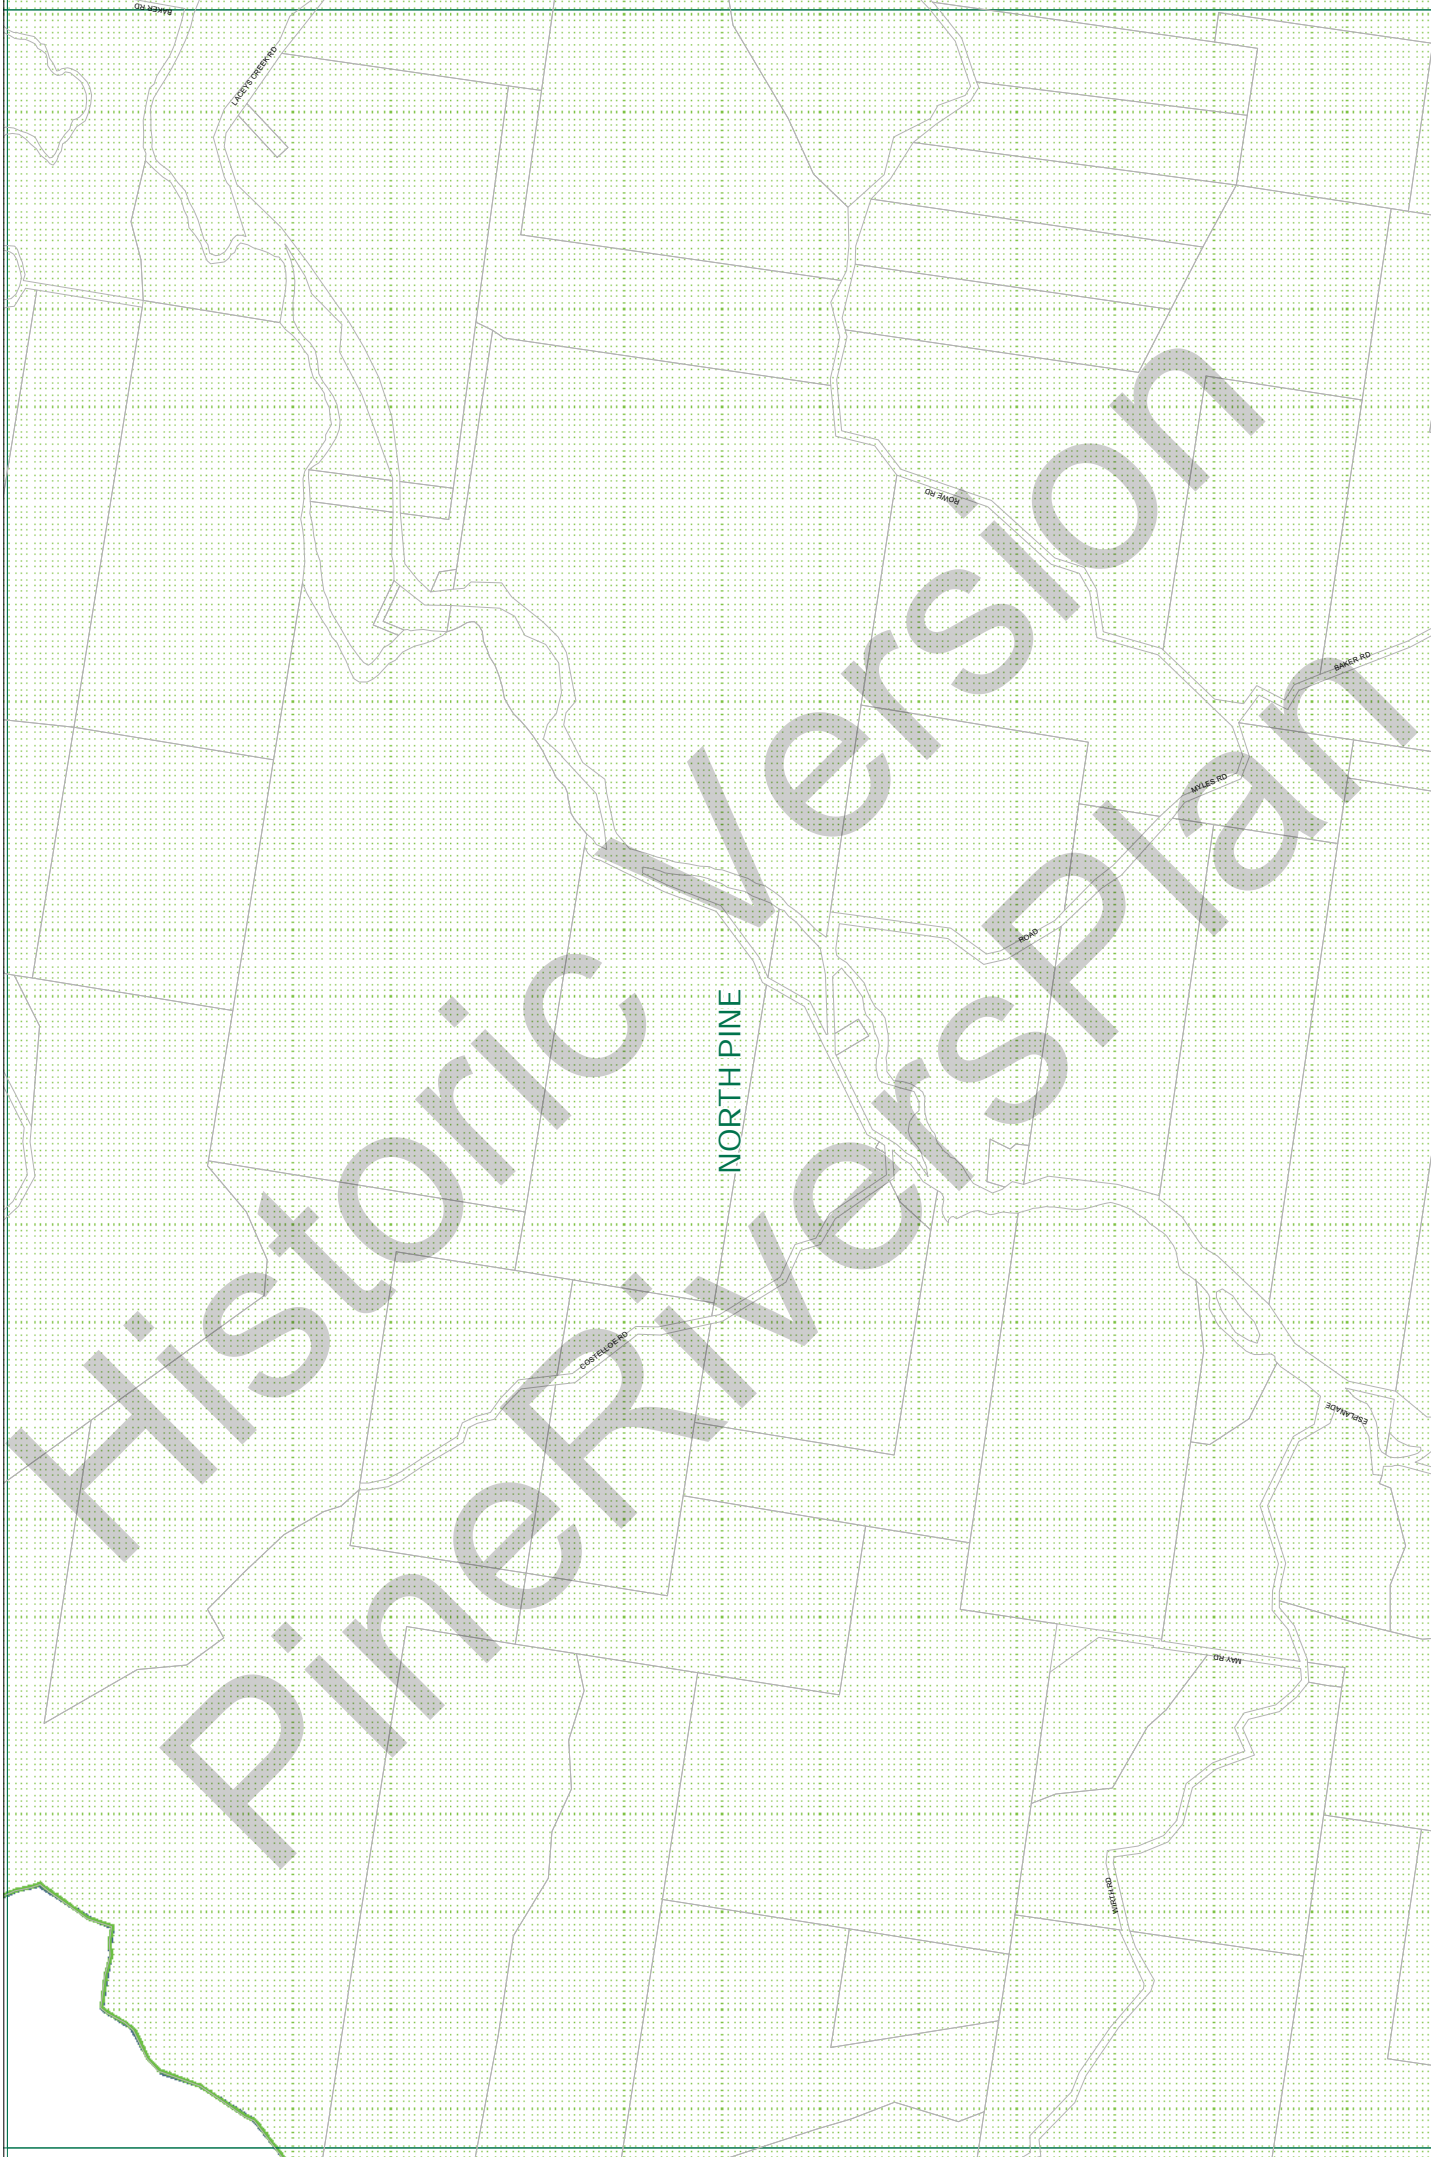 BAKER RD
LACEYS CREEK RD
ROWE RD
BAKER RD
MYLES RD
ROAD
NORTH PINE
COSTELLOE RD
ESPLANADE
MAY RD
WIRTH RD
Historic Version
PineRiversPlan